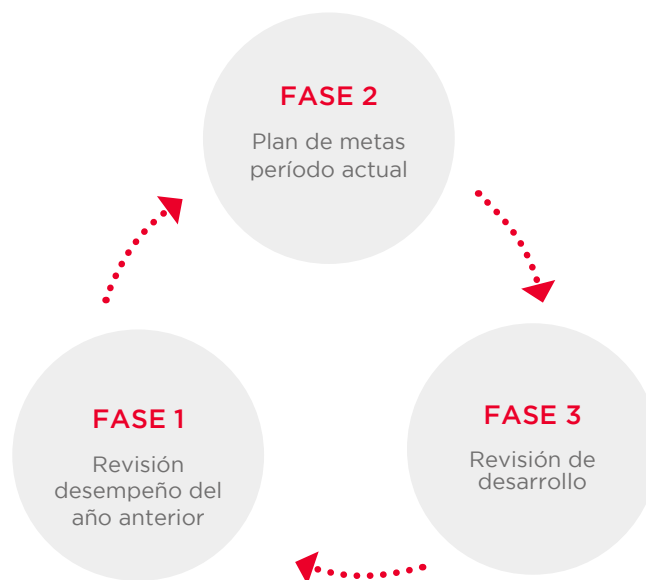 FASE 2
Plan de metas
período actual
FASE 1
Revisión
desempeño del
año anterior
FASE 3
Revisión de
desarrollo